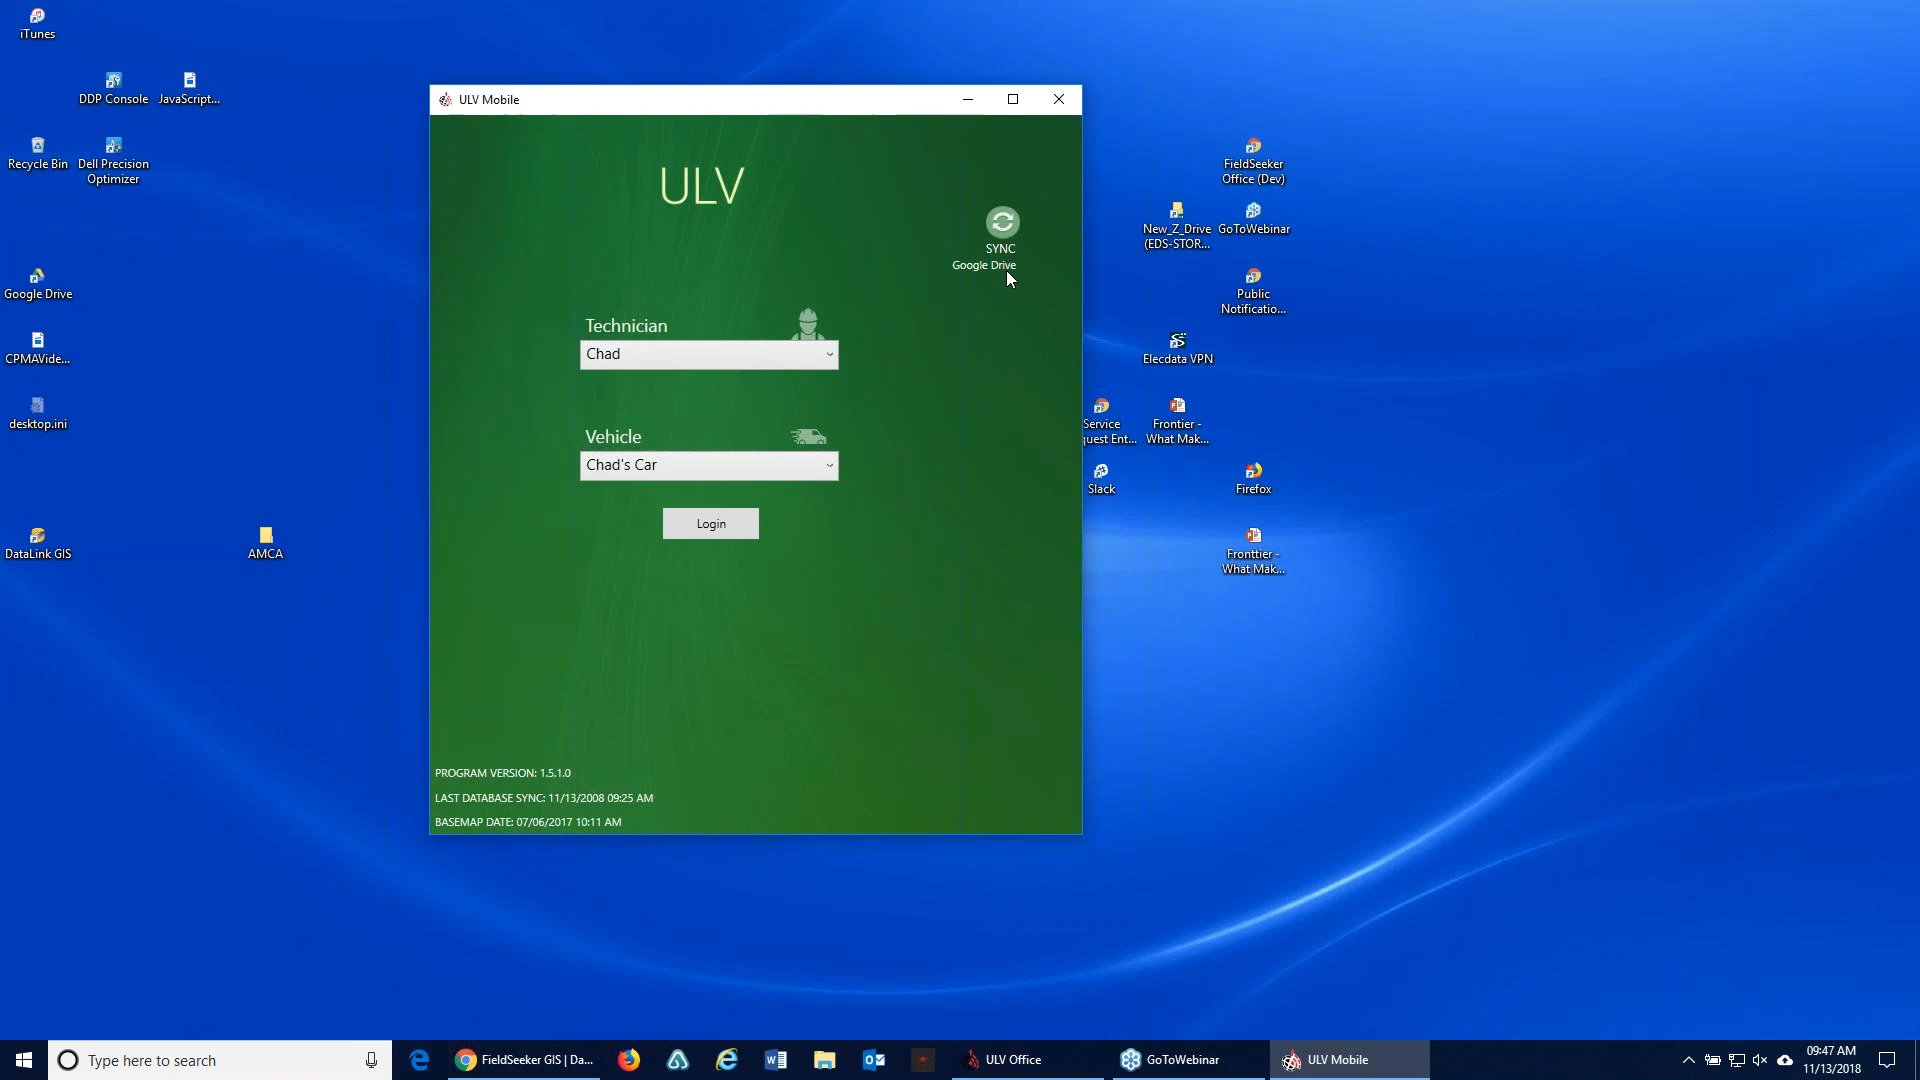 iTunes
DDP Console
JavaScript...
Recycle Bin
Dell Precision
Optimizer
Google Drive
CPMAVide...
desktop.ini
DataLink GIS
AMCA
ULV Mobile
ULV
SYNC
Google Drive
Technician
Chad
Vehicle
Chad's Car
Login
PROGRAM VERSION: 1.5.1.0
LAST DATABASE SYNC: 11/13/2008 09:25 AM
BASEMAP DATE: 07/06/2017 10:11 AM
FieldSeeker
Office (Dev)
New_Z_Drive
(EDS-STOR...
GoToWebinar
Public
Notificatio...
Elecdata VPN
Service
quest Ent...
Frontier -
What Mak...
Slack
Firefox
Fronttier -
What Mak...
Type here to search
FieldSeeker GIS | Da...
ULV Office
GoToWebinar
ULV Mobile
09:47 AM
11/13/2018